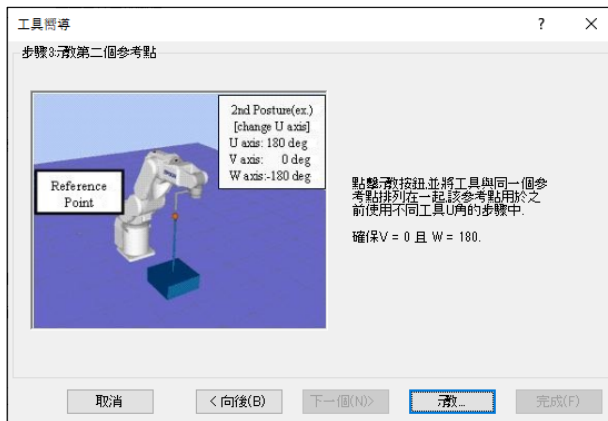 工具嚮導
? ×
步驟3:示教第二個參考點
2nd Posture(ex.)
[change U axis]
U axis: 180 deg
V axis: 0 deg
W axis:-180 deg
Reference
Point
點擊示教按鈕,並將工具與同一個參
考點排列在一起,該參考點用於之
前使用不同工具U角的步驟中.
確保V = 0 且 W = 180.
取消
< 向後(B)
下一個(N)>
示教...
完成(F)